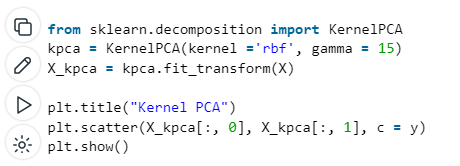 from sklearn.decomposition import KernelPCA
kpca = KernelPCA(kernel ='rbf', gamma = 15)
X_kpca = kpca.fit_transform(X)
plt.title("Kernel PCA")
plt.scatter(X_kpca[:, 0], X_kpca[:, 1], c = y)
plt.show()